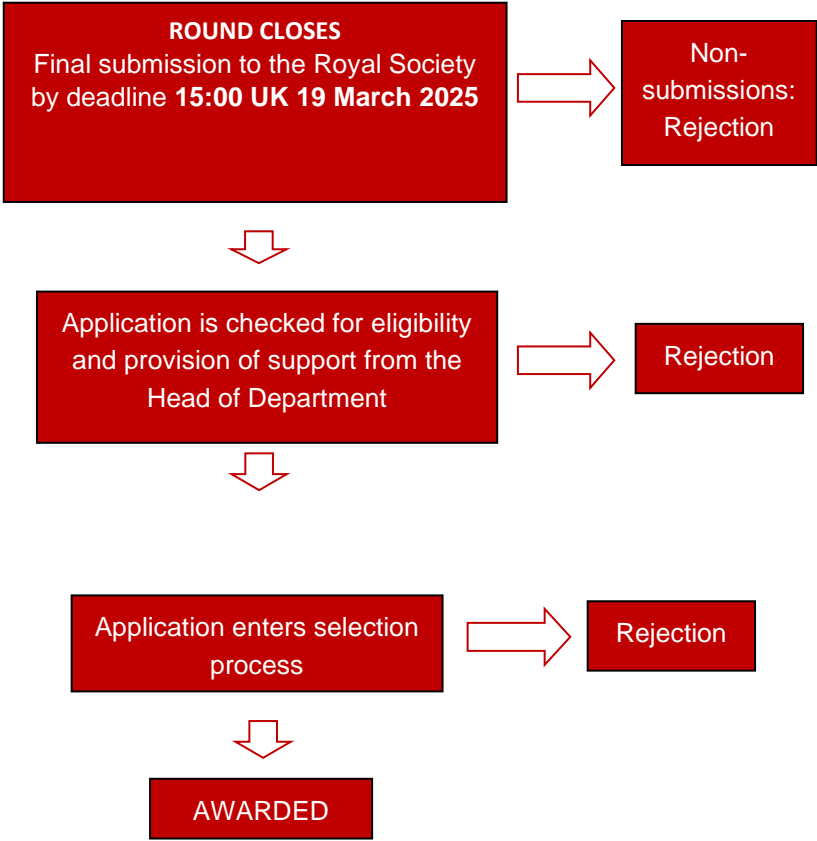 ROUND CLOSES
Final submission to the Royal Society
by deadline 15:00 UK 19 March 2025
Non-
submissions:
Rejection
Application is checked for eligibility
and provision of support from the
Head of Department
Rejection
Application enters selection
process
Rejection
AWARDED